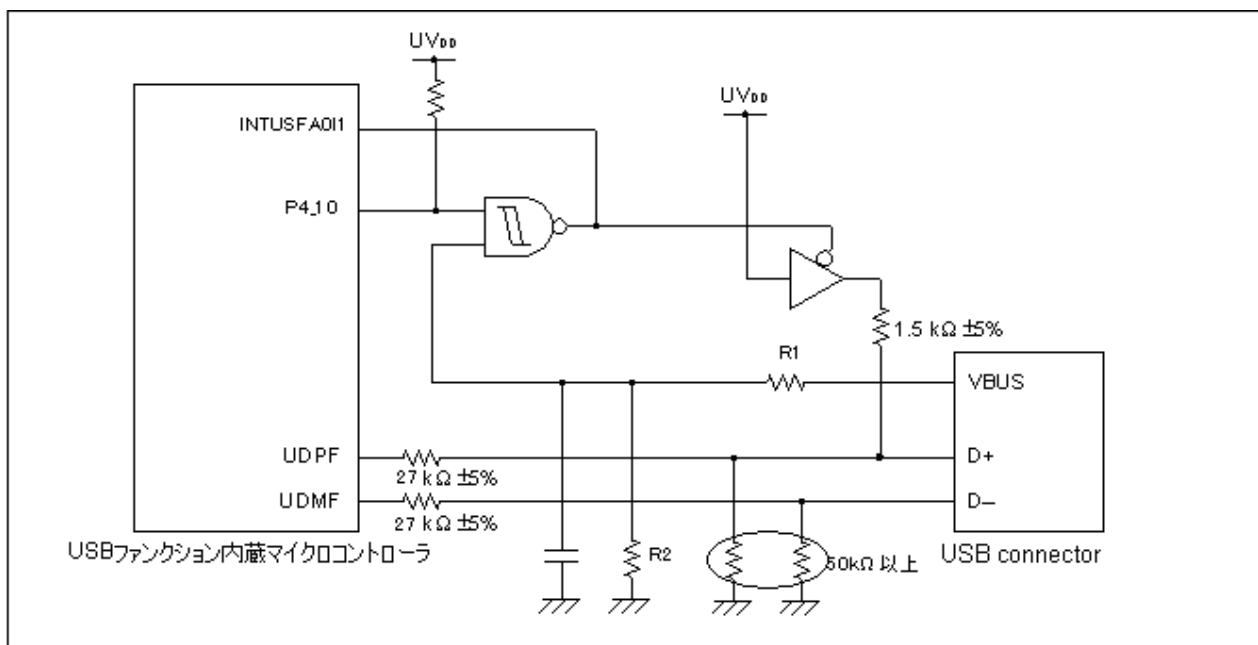 UVDD
UVDD
INTUSFA0I1
P4_10
1.5 kΩ ±5%
R1
VBUS
UDPF
27 kΩ ±5%
D+
UDMF
27 kΩ ±5%
D−
USBファンクション内蔵マイクロコントローラ
R2
50kΩ 以上
USB connector